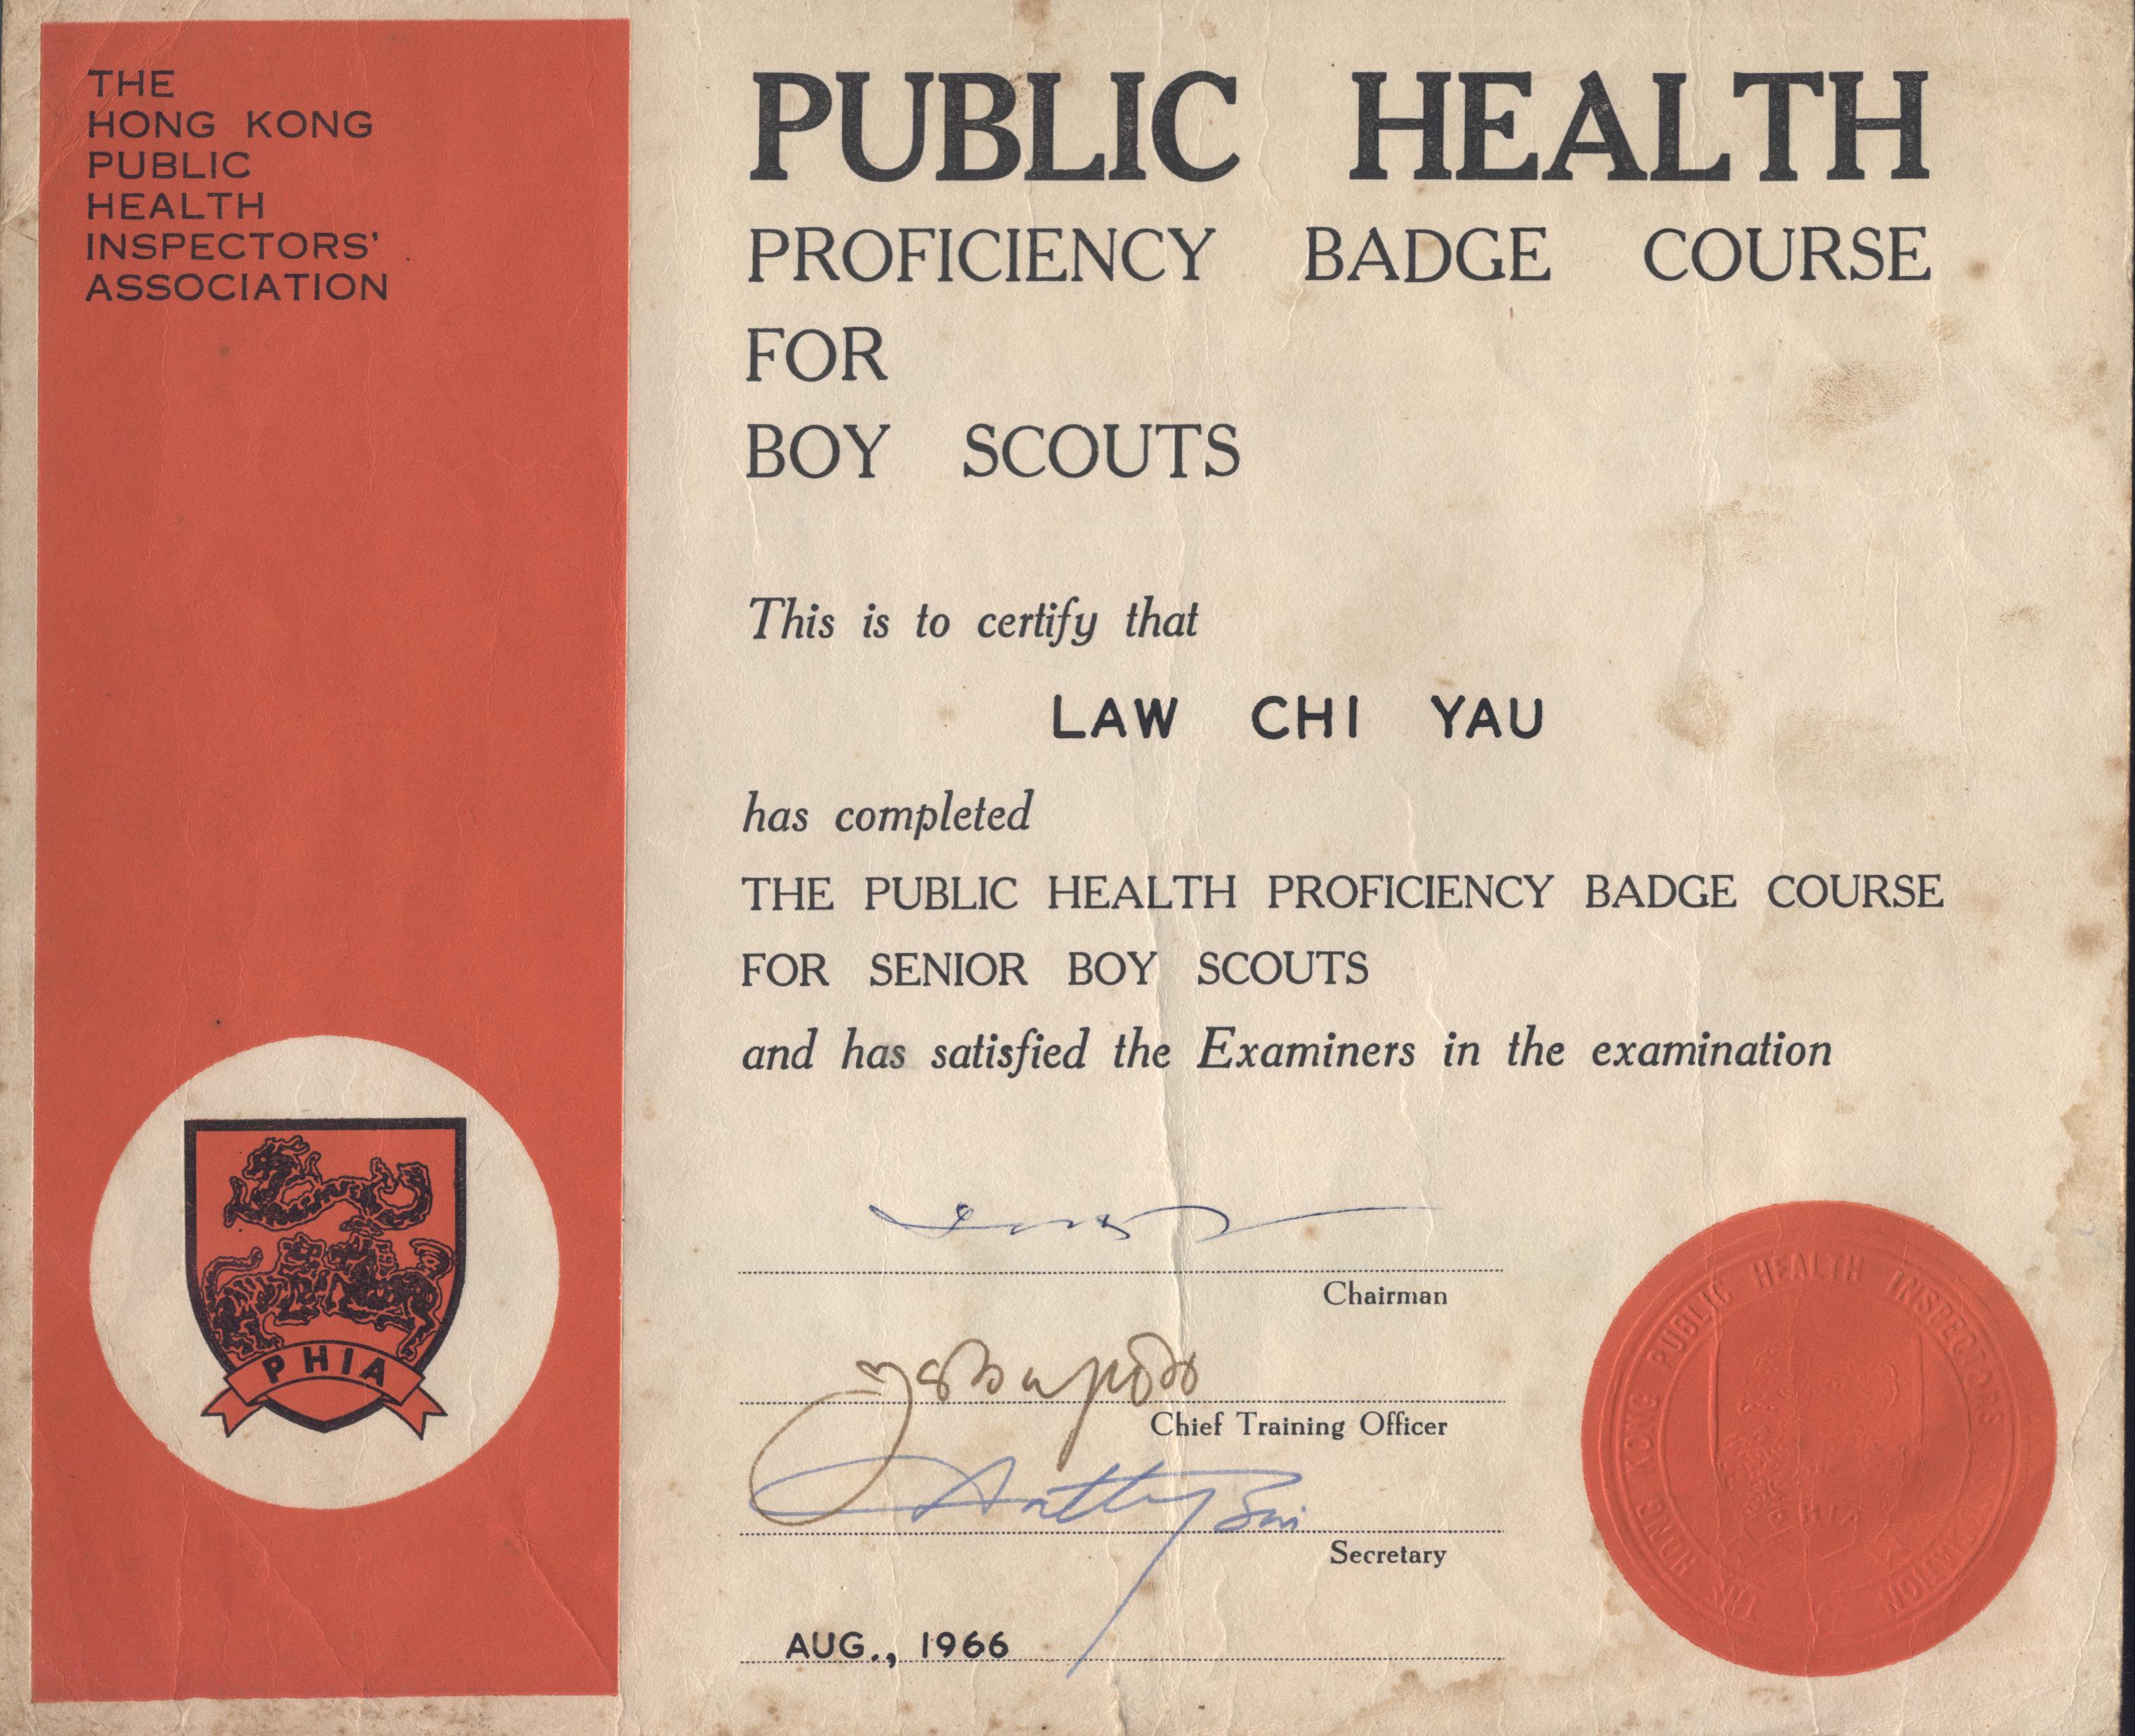 THE
HONG KONG
PUBLIC
HEALTH
INSPECTORS'
ASSOCIATION
PHIA
PUBLIC HEALTH
PROFICIENCY BADGE COURSE
FOR
BOY SCOUTS
This is to certify that
LAW CHI YAU
has completed
THE PUBLIC HEALTH PROFICIENCY BADGE COURSE
FOR SENIOR BOY SCOUTS
and has satisfied the Examiners in the examination
Chairman
Chief Training Officer
Secretary
AUG., 1966
THE HONG KONG PUBLIC HEALTH INSPECTORS ASSOCIATION
PHIA